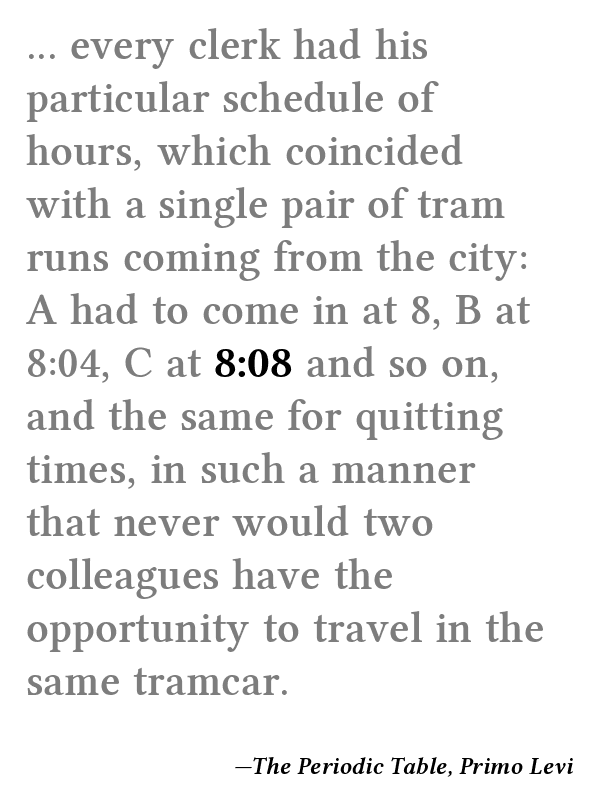 ... every clerk had his
particular schedule of
hours, which coincided
with a single pair of tram
runs coming from the city:
A had to come in at 8, B at
8:04, C at 8:08 and so on,
and the same for quitting
times, in such a manner
that never would two
colleagues have the
opportunity to travel in the
same tramcar.
—The Periodic Table, Primo Levi